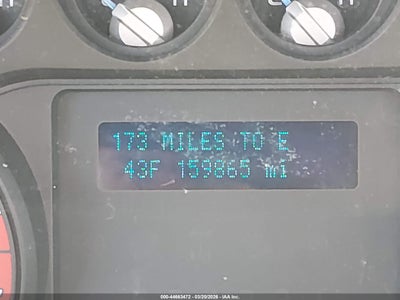 173 MILES TO E
43F 159865 mi
000-44663472 - 03/20/2026 - IAA Inc.